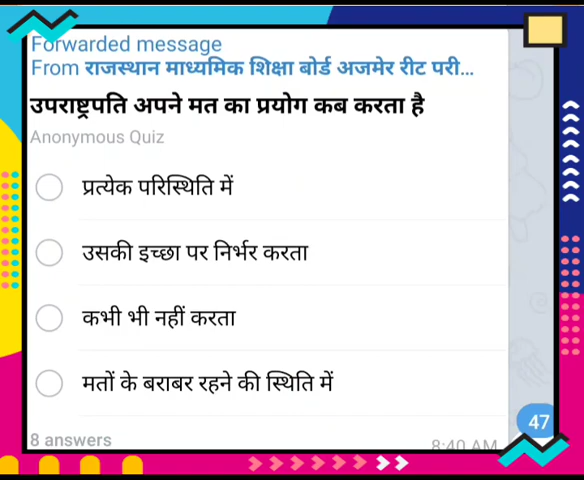 Forwarded message
From राजस्थान माध्यमिक शिक्षा बोर्ड अजमेर रीट परी...
उपराष्ट्रपति अपने मत का प्रयोग कब करता है
Anonymous Quiz
प्रत्येक परिस्थिति में
उसकी इच्छा पर निर्भर करता
कभी भी नहीं करता
मतों के बराबर रहने की स्थिति में
47
8 answers
8:40 AM